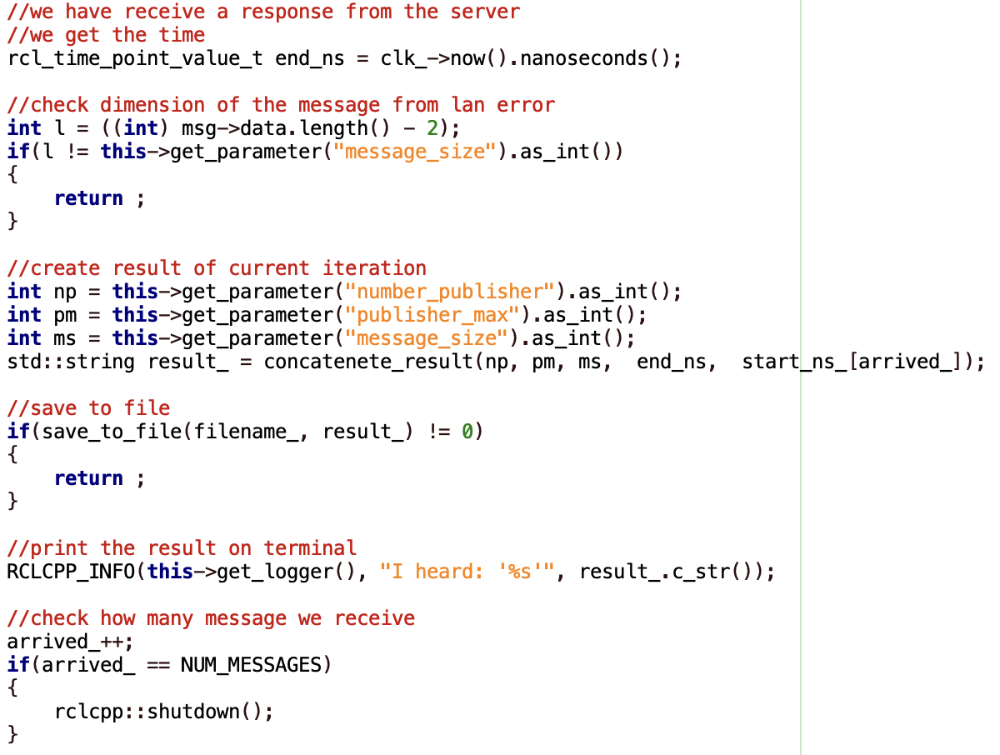 //we have receive a response from the server
//we get the time
rcl_time_point_value_t end_ns = clk_->now().nanoseconds();

//check dimension of the message from lan error
int l = ((int) msg->data.length() - 2);
if(l != this->get_parameter("message_size").as_int())
{
    return ;
}

//create result of current iteration
int np = this->get_parameter("number_publisher").as_int();
int pm = this->get_parameter("publisher_max").as_int();
int ms = this->get_parameter("message_size").as_int();
std::string result_ = concatenete_result(np, pm, ms,  end_ns,  start_ns_[arrived_]);

//save to file
if(save_to_file(filename_, result_) != 0)
{
    return ;
}

//print the result on terminal
RCLCPP_INFO(this->get_logger(), "I heard: '%s'", result_.c_str());

//check how many message we receive
arrived_++;
if(arrived_ == NUM_MESSAGES)
{
    rclcpp::shutdown();
}